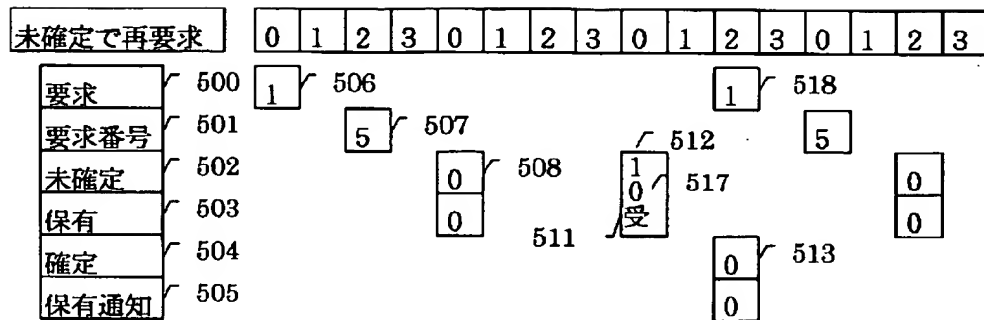 未確定で再要求 0 1 2 3 0 1 2 3 0 1 2 3 0 1 2 3
要求 500 1 506 1 518
要求番号 501 5 507 512 5
未確定 502 0 508 1 0 517 0
保有 503 0 511 受 0
確定 504 0 513
保有通知 505 0